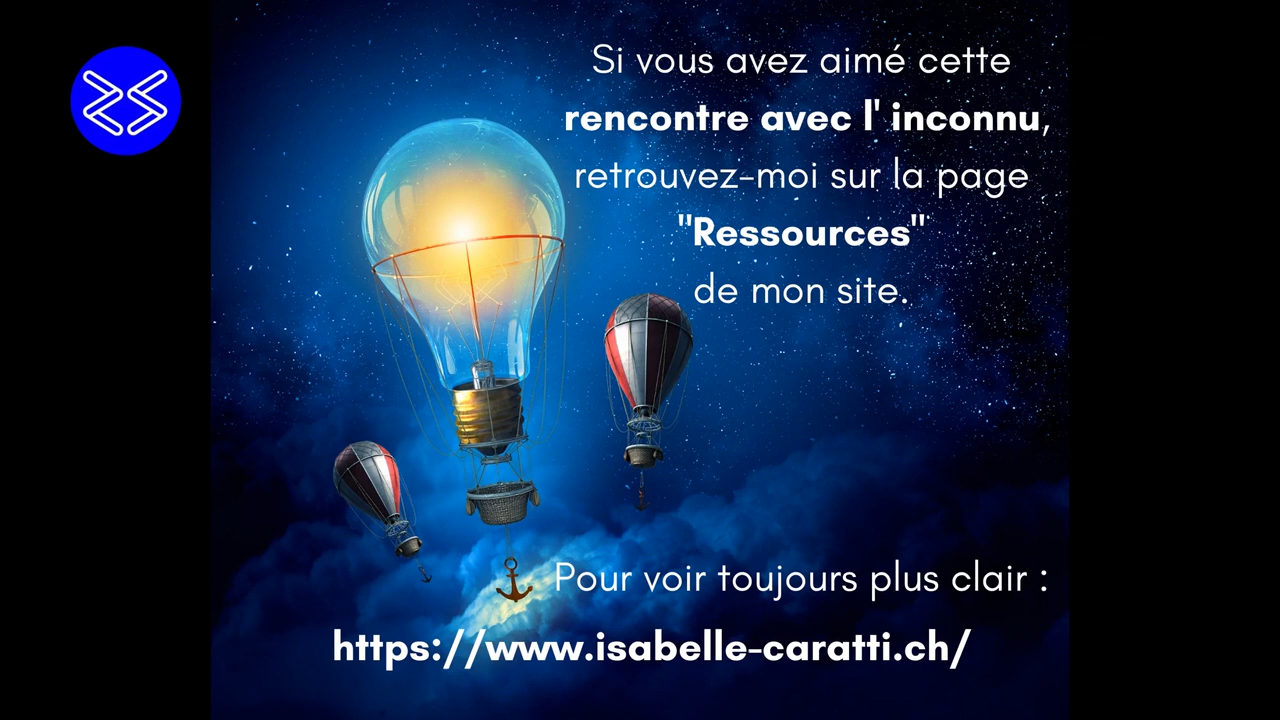 Si vous avez aimé cette
rencontre avec l' inconnu,
retrouvez-moi sur la page
"Ressources"
de mon site.
Pour voir toujours plus clair :
https://www.isabelle-caratti.ch/